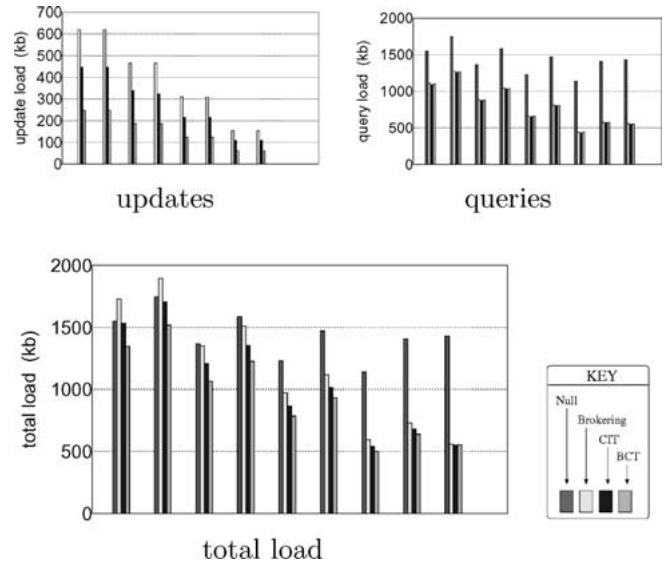 700
600
500
400
300
200
100
0
update load (kb)
updates
2000
1500
1000
500
0
query load (kb)
queries
2000
1500
1000
500
0
total load (kb)
total load
KEY
Null
Brokering
CIT
BCT